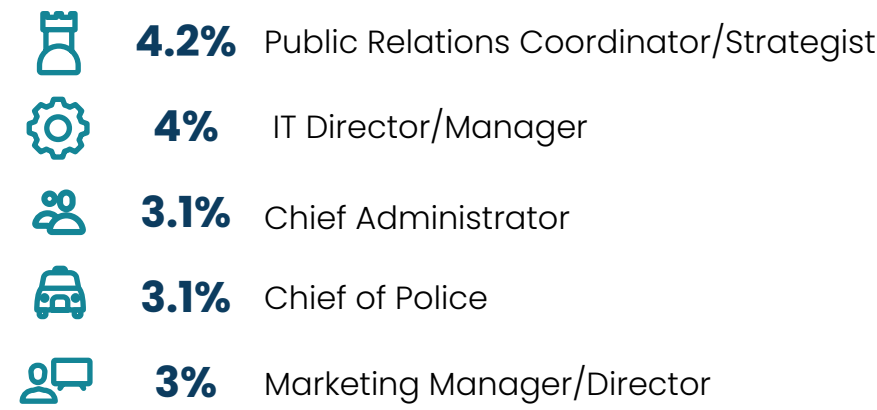 4.2% Public Relations Coordinator/Strategist
4% IT Director/Manager
3.1% Chief Administrator
3.1% Chief of Police
3% Marketing Manager/Director